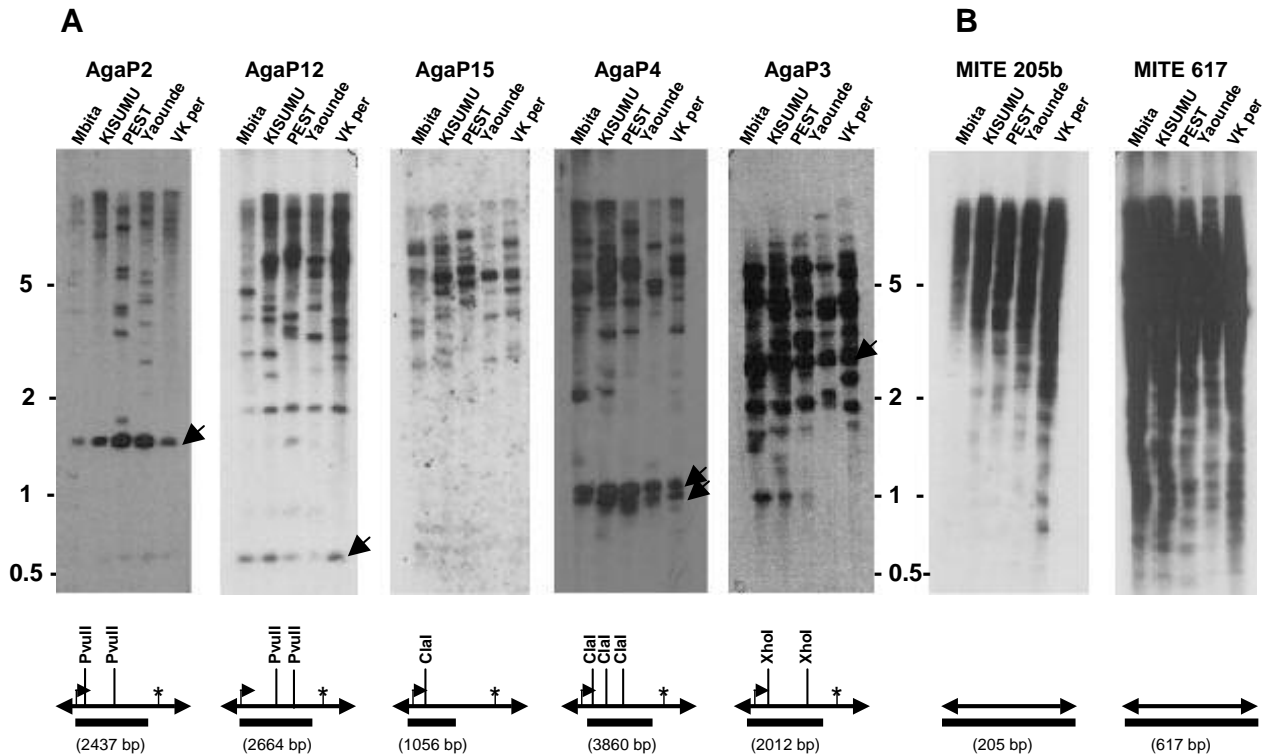 A B
AgaP2 AgaP12 AgaP15 AgaP4 AgaP3 MITE 205b MITE 617
Mbita KISUMU PEST Yaounde VK per Mbita KISUMU PEST Yaounde VK per Mbita KISUMU PEST Yaounde VK per Mbita KISUMU PEST Yaounde VK per Mbita KISUMU PEST Yaounde VK per Mbita KISUMU PEST Yaounde VK per Mbita KISUMU PEST Yaounde VK per
5 - - 5 -
2 - - 2 -
1 - - 1 -
0.5 - - 0.5-
PvuII PvuII PvuII PvuII ClaI ClaI ClaI ClaI XhoI XhoI
* * * * *
(2437 bp) (2664 bp) (1056 bp) (3860 bp) (2012 bp) (205 bp) (617 bp)